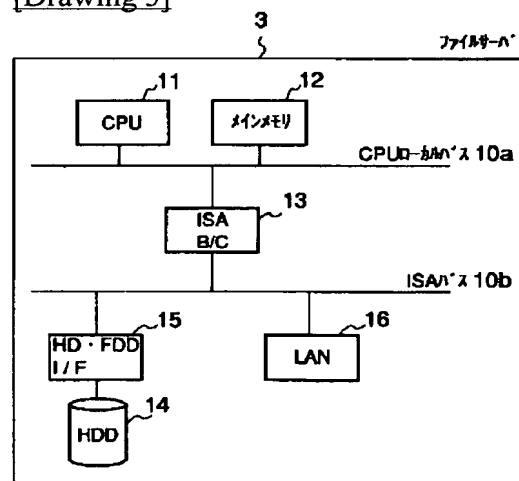 3
ファイルサーバ
11
12
CPU
メインメモリ
CPUローカルバス 10a
13
ISA
B/C
ISAバス 10b
15
16
HD・FDD
I/F
LAN
14
HDD